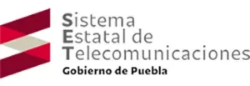 Sistema
Estatal de
Telecomunicaciones
Gobierno de Puebla